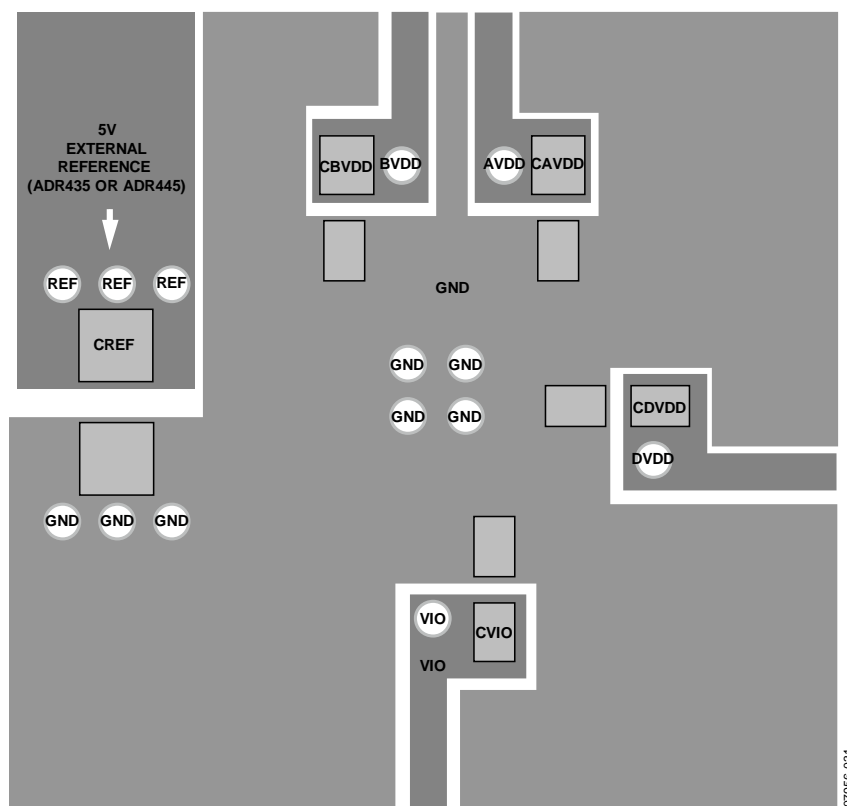 5V
EXTERNAL
REFERENCE
(ADR435 OR ADR445)
CBVDD
BVDD
AVDD
CAVDD
REF
REF
REF
GND
CREF
GND
GND
GND
GND
CDVDD
DVDD
GND
GND
GND
VIO
CVIO
VIO